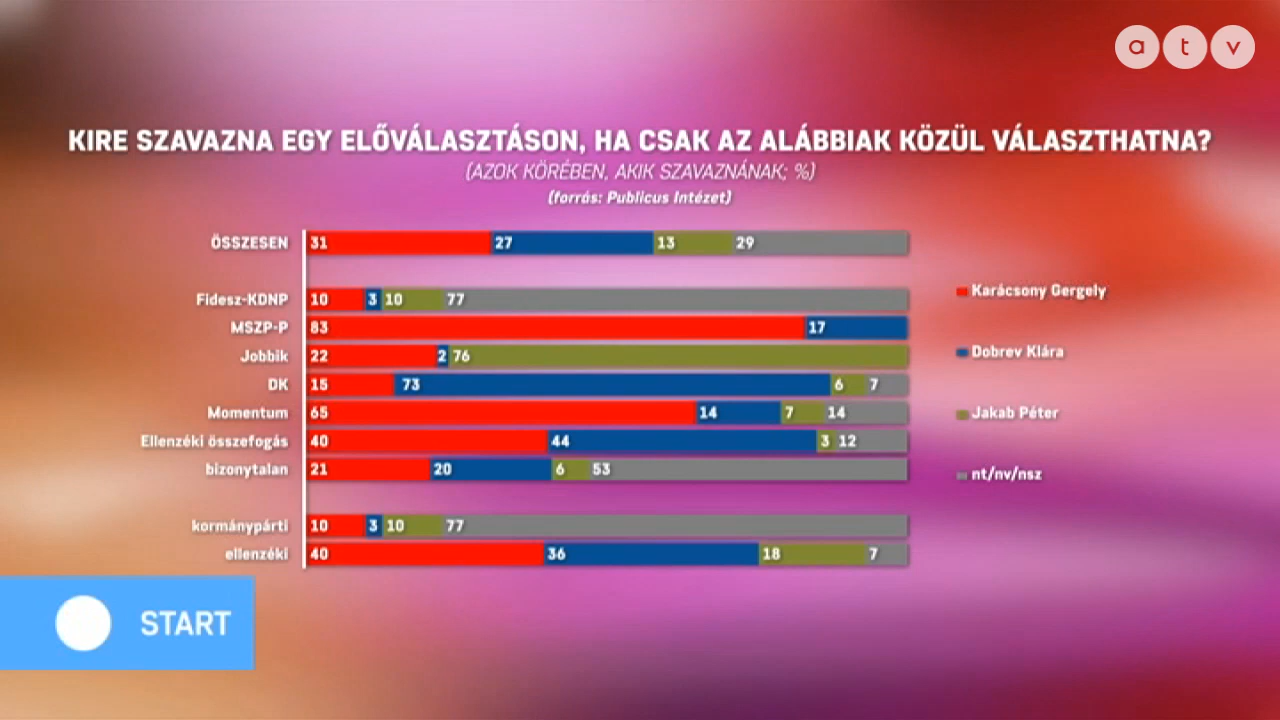 a t v
KIRE SZAVAZNA EGY ELŐVÁLASZTÁSON, HA CSAK AZ ALÁBBIAK KÖZÜL VÁLASZTHATNA?
(AZOK KÖRÉBEN, AKIK SZAVAZNÁNAK; %)
(forrás: Publicus Intézet)
ÖSSZESEN 31 27 13 29
Fidesz-KDNP 10 3 10 77
MSZP-P 83 17
Jobbik 22 2 76
DK 15 73 6 7
Momentum 65 14 7 14
Ellenzéki összefogás 40 44 3 12
bizonytalan 21 20 6 53
kormánypárti 10 3 10 77
ellenzéki 40 36 18 7
Karácsony Gergely
Dobrev Klára
Jakab Péter
nt/nv/nsz
START